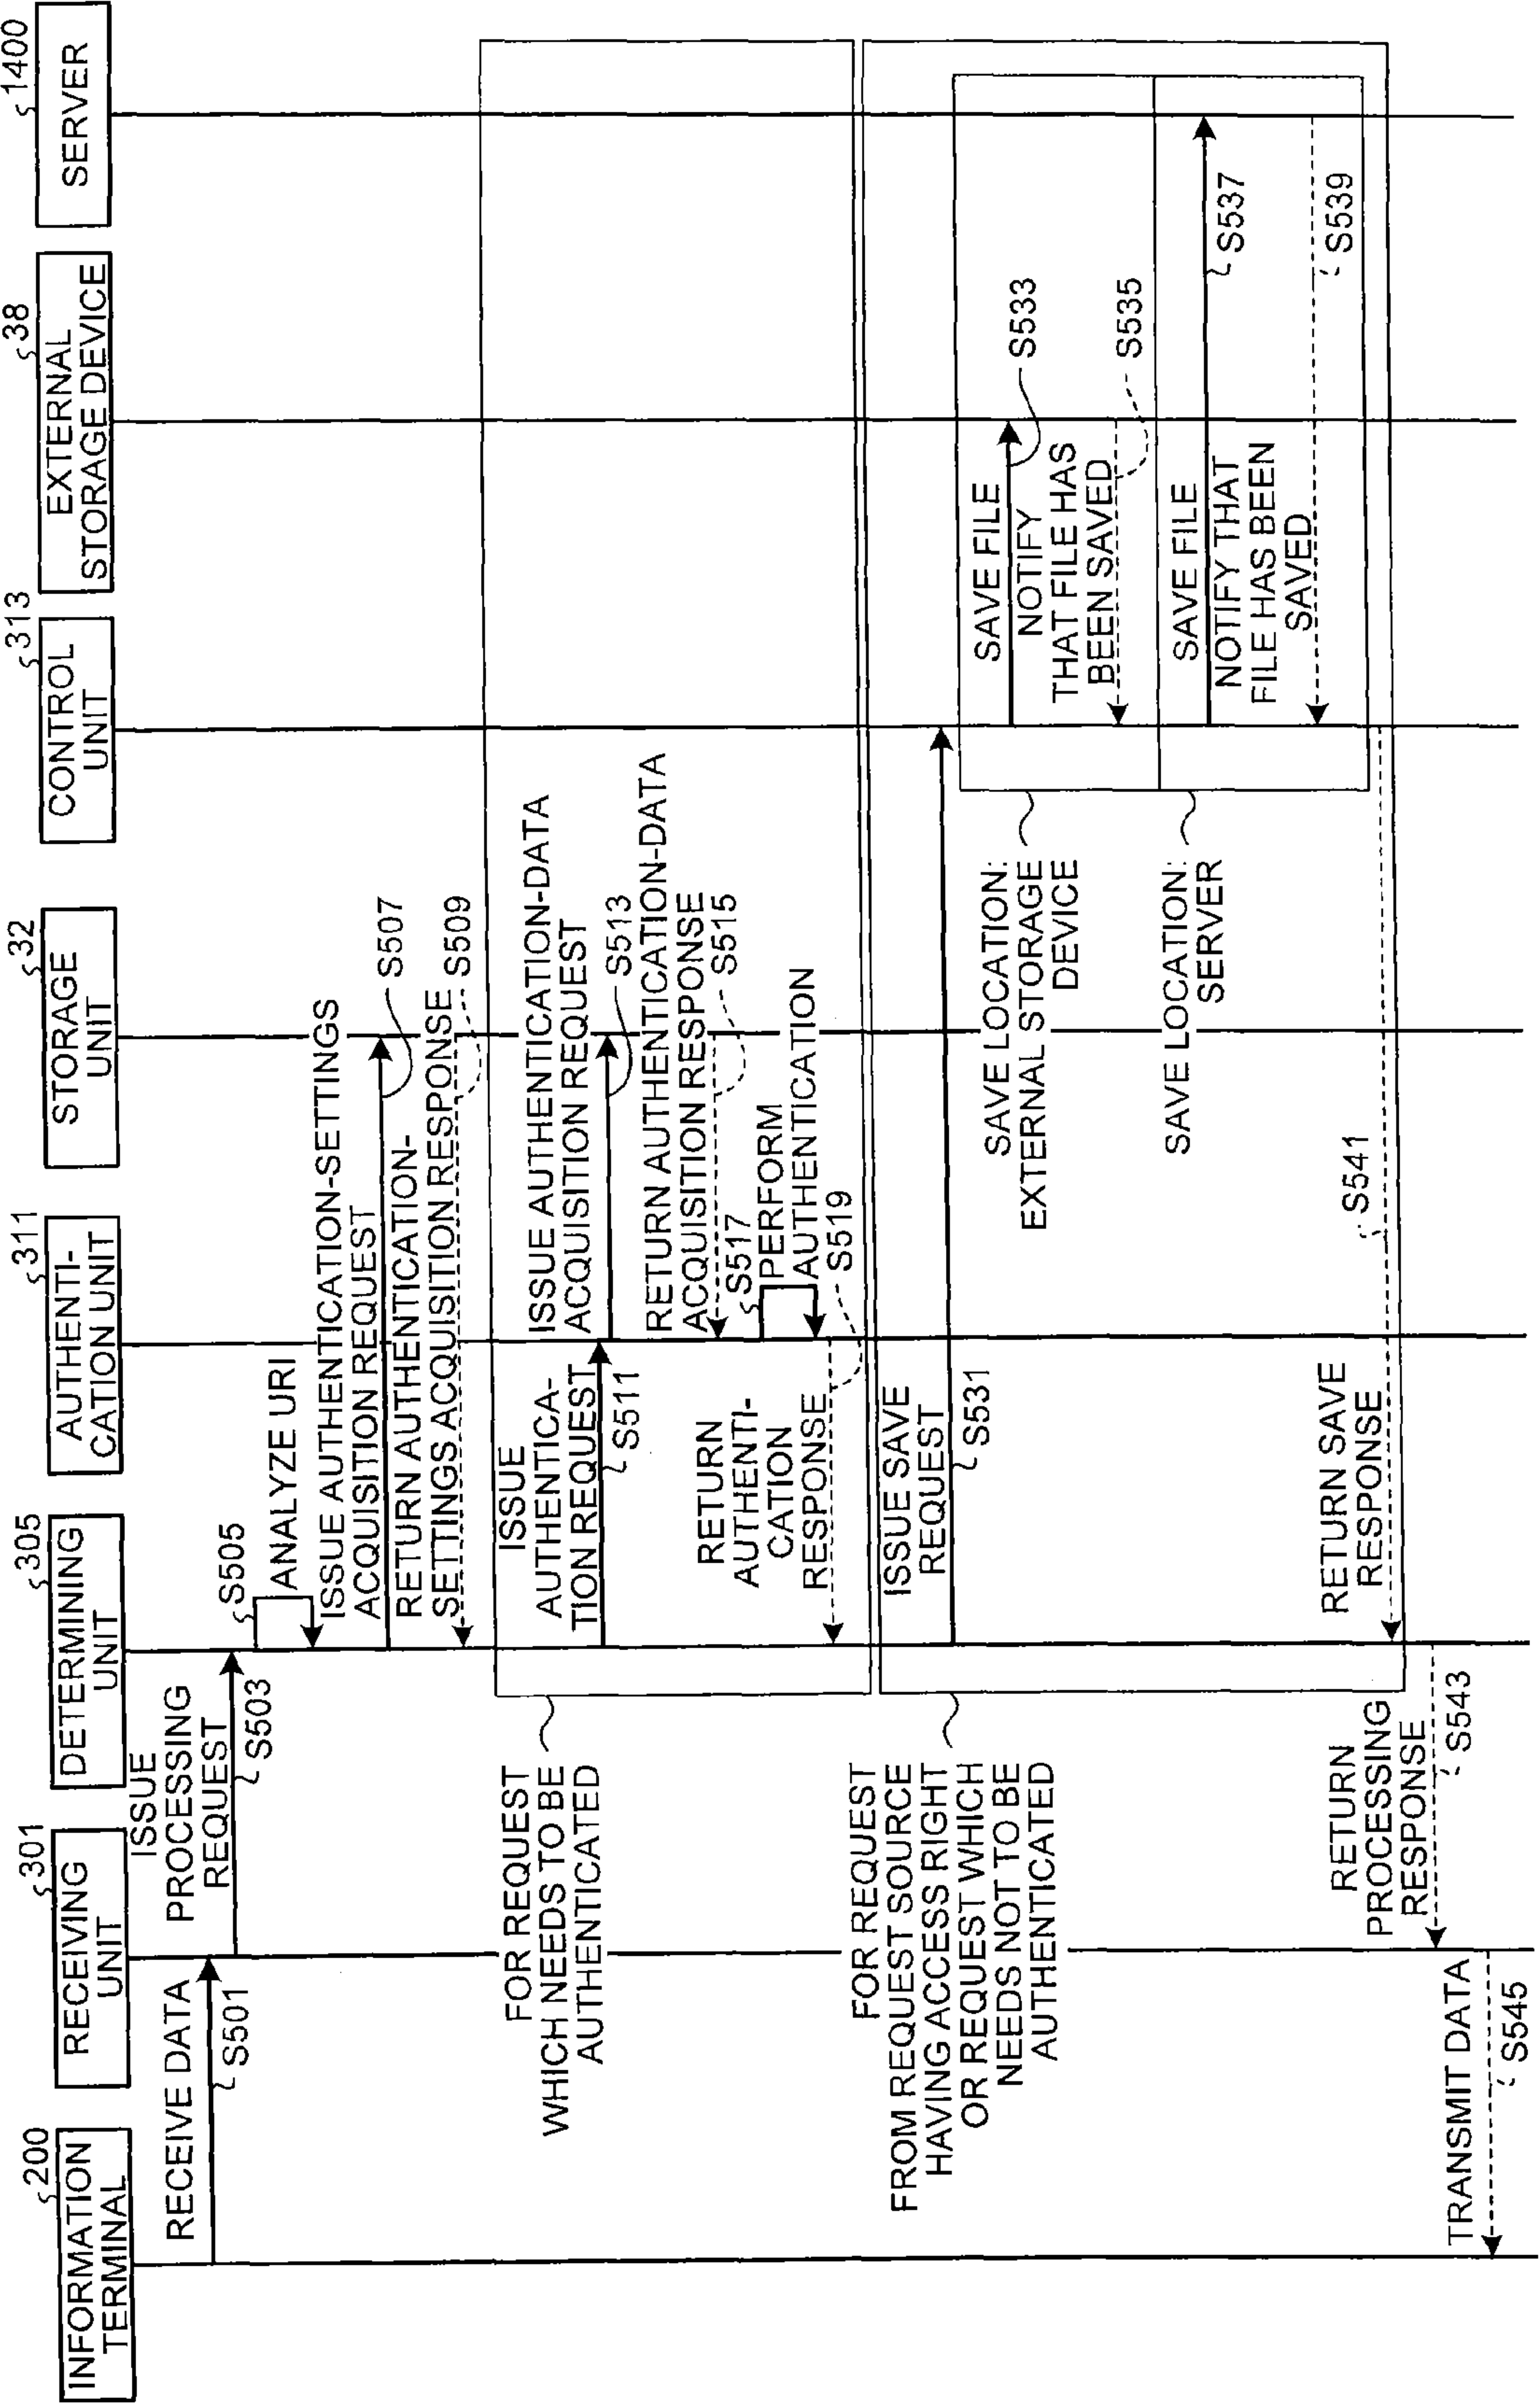 200
INFORMATION
TERMINAL
301
RECEIVING
UNIT
305
DETERMINING
UNIT
311
AUTHENTI-
CATION UNIT
32
STORAGE
UNIT
313
CONTROL
UNIT
38
EXTERNAL
STORAGE DEVICE
1400
SERVER
RECEIVE DATA
S501
ISSUE
PROCESSING
REQUEST
S503
S505
ANALYZE URI
ISSUE AUTHENTICATION-SETTINGS
ACQUISITION REQUEST
S507
RETURN AUTHENTICATION-
SETTINGS ACQUISITION RESPONSE
S509
FOR REQUEST
WHICH NEEDS TO BE
AUTHENTICATED
ISSUE
AUTHENTICA-
TION REQUEST
S511
ISSUE AUTHENTICATION-DATA
ACQUISITION REQUEST
S513
RETURN AUTHENTICATION-DATA
ACQUISITION RESPONSE
S515
S517
PERFORM
AUTHENTICATION
RETURN
AUTHENTI-
CATION
RESPONSE
S519
FOR REQUEST
FROM REQUEST SOURCE
HAVING ACCESS RIGHT
OR REQUEST WHICH
NEEDS NOT TO BE
AUTHENTICATED
ISSUE SAVE
REQUEST
S531
SAVE LOCATION:
EXTERNAL STORAGE
DEVICE
SAVE FILE
S533
NOTIFY
THAT FILE HAS
BEEN SAVED
S535
SAVE LOCATION:
SERVER
SAVE FILE
S537
NOTIFY THAT
FILE HAS BEEN
SAVED
S539
RETURN SAVE
RESPONSE
S541
RETURN
PROCESSING
RESPONSE
S543
TRANSMIT DATA
S545